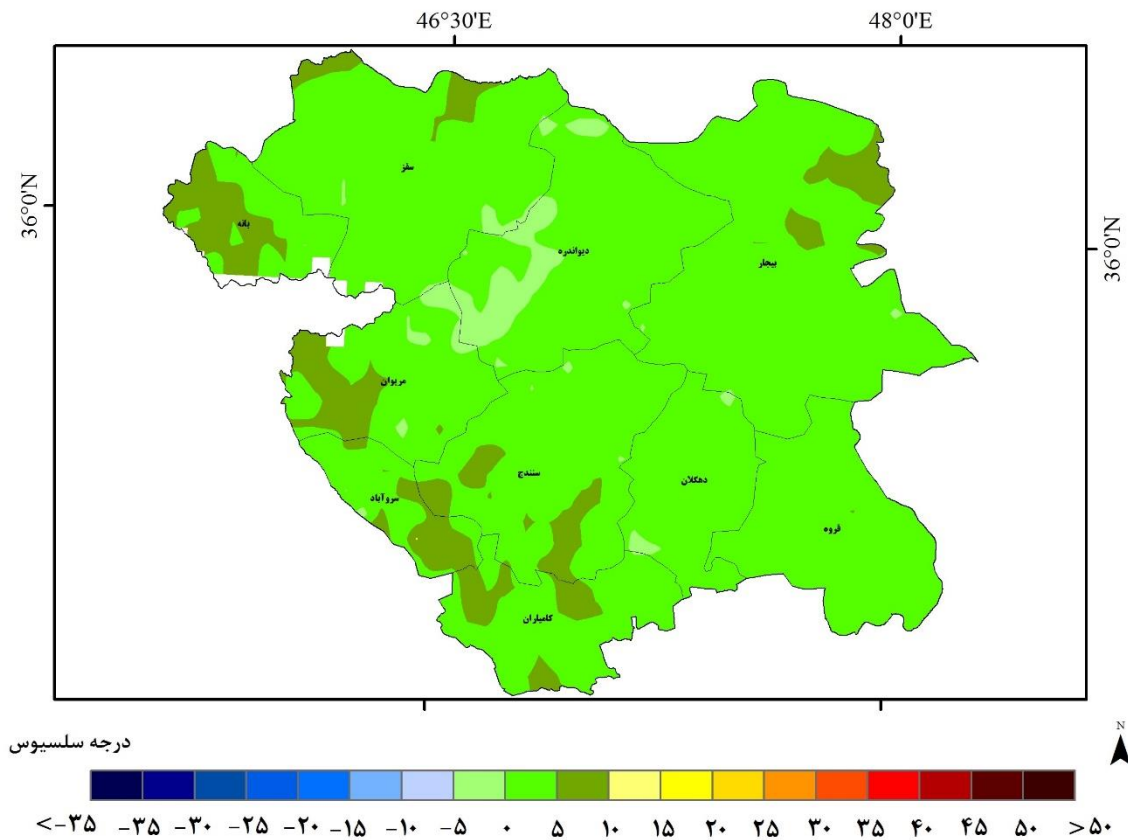 46°30'E
48°0'E
36°0'N
36°0'N
سقز
بانه
دیواندره
بیجار
مریوان
سنندج
دهگلان
سروآباد
قروه
کامیاران
درجه سلسیوس
N
<-۳۵ -۳۵ -۳۰ -۲۵ -۲۰ -۱۵ -۱۰ -۵ ۰ ۵ ۱۰ ۱۵ ۲۰ ۲۵ ۳۰ ۳۵ ۴۰ ۴۵ ۵۰ >۵۰